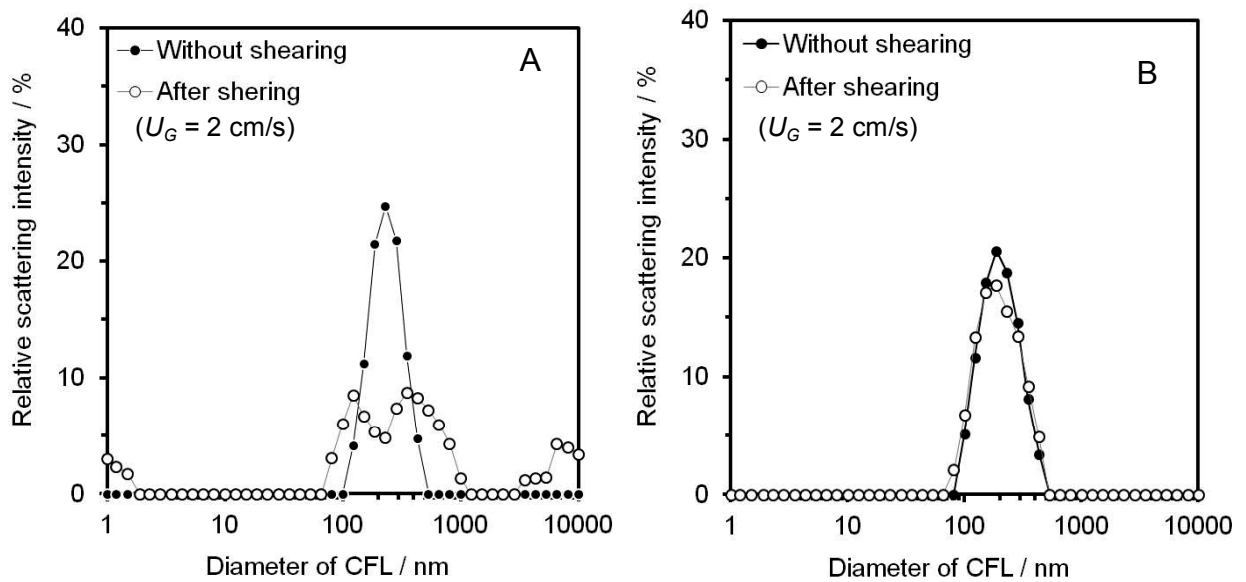 A
Without shearing
After shering
(U_G = 2 cm/s)
Relative scattering intensity / %
40
30
20
10
0
1
10
100
1000
10000
Diameter of CFL / nm
B
Without shearing
After shearing
(U_G = 2 cm/s)
Relative scattering intensity / %
40
30
20
10
0
1
10
100
1000
10000
Diameter of CFL / nm